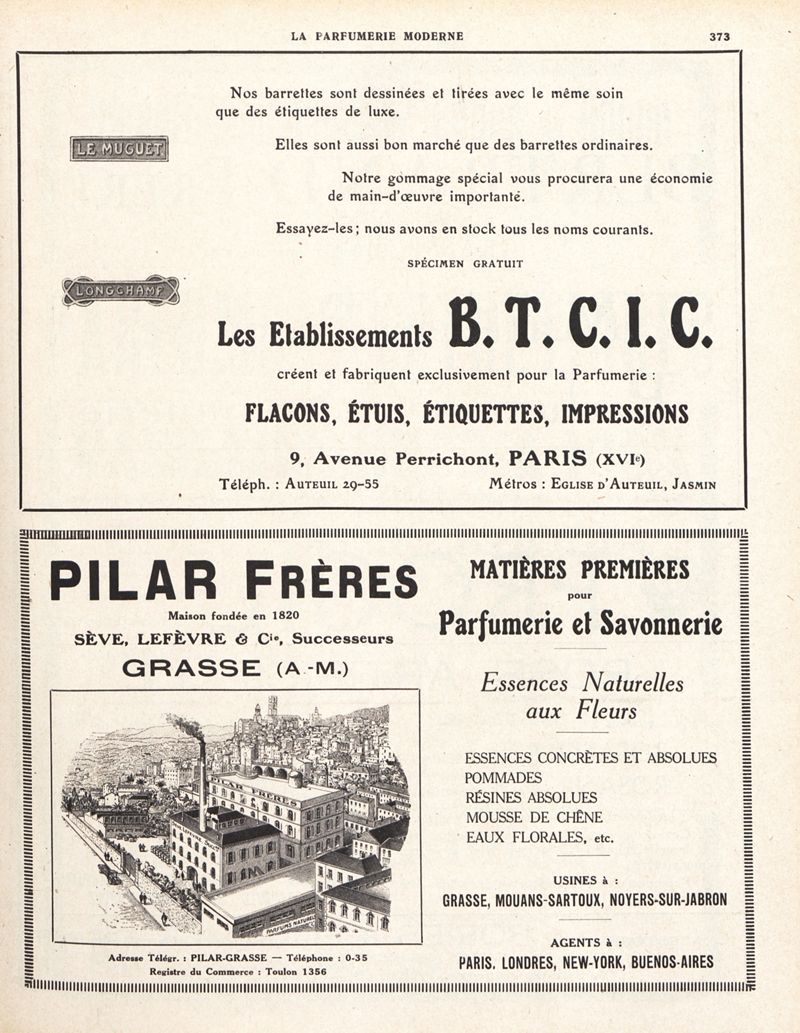 LA PARFUMERIE MODERNE 373
Nos barrettes sont dessinées et tirées avec le même soin
que des étiquettes de luxe.
LE MUGUET
Elles sont aussi bon marché que des barrettes ordinaires.
Notre gommage spécial vous procurera une économie
de main-d'œuvre importante.
Essayez-les; nous avons en stock tous les noms courants.
SPÉCIMEN GRATUIT
LONGCHAMP
Les Etablissements B. T. C. I. C.
créent et fabriquent exclusivement pour la Parfumerie :
FLACONS, ÉTUIS, ÉTIQUETTES, IMPRESSIONS
9, Avenue Perrichont, PARIS (XVIe)
Téléph. : AUTEUIL 29-55 Métros : EGLISE D'AUTEUIL, JASMIN
PILAR FRÈRES
Maison fondée en 1820
SÈVE, LEFÈVRE & Cie, Successeurs
GRASSE (A.-M.)
PILAR FRÈRES
PARFUMS NATURELS
Adresse Télégr. : PILAR-GRASSE — Téléphone : 0-35
Registre du Commerce : Toulon 1356
MATIÈRES PREMIÈRES
pour
Parfumerie et Savonnerie
Essences Naturelles
aux Fleurs
ESSENCES CONCRÈTES ET ABSOLUES
POMMADES
RÉSINES ABSOLUES
MOUSSE DE CHÊNE
EAUX FLORALES, etc.
USINES à :
GRASSE, MOUANS-SARTOUX, NOYERS-SUR-JABRON
AGENTS à :
PARIS, LONDRES, NEW-YORK, BUENOS-AIRES